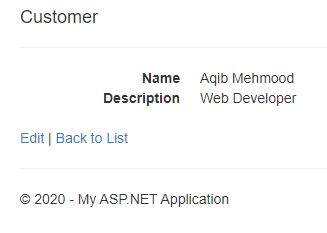 Customer
Name Aqib Mehmood
Description Web Developer
Edit | Back to List
© 2020 - My ASP.NET Application